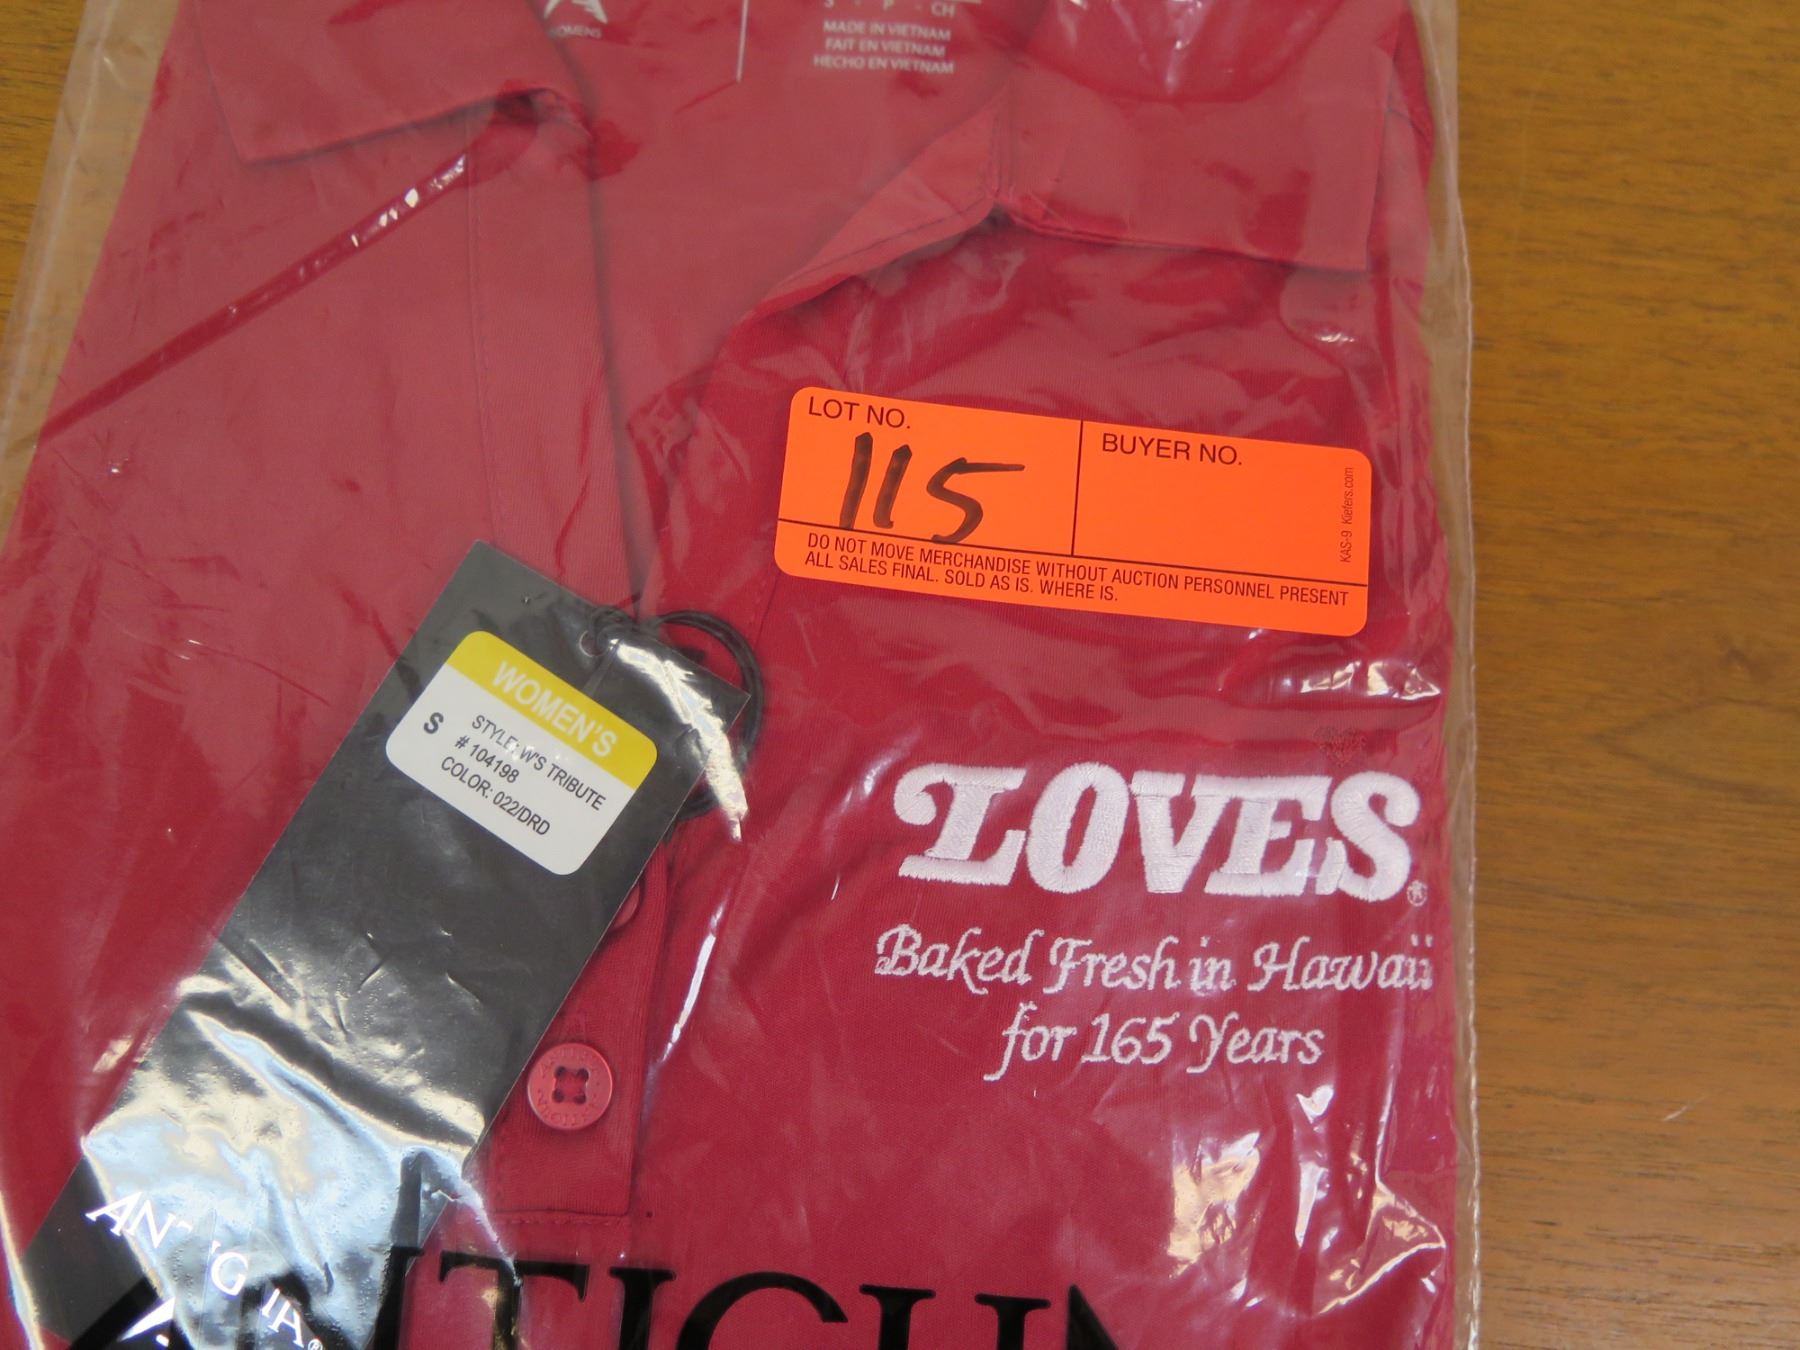 WOMENS
S - P - CH
MADE IN VIETNAM
FAIT EN VIETNAM
HECHO EN VIETNAM
LOT NO.
115
BUYER NO.
KAS-9 Kiefers.com
DO NOT MOVE MERCHANDISE WITHOUT AUCTION PERSONNEL PRESENT
ALL SALES FINAL. SOLD AS IS. WHERE IS.
WOMEN'S
S
STYLE: W'S TRIBUTE
# 104198
COLOR: 022/DRD
LOVES®
Baked Fresh in Hawaii
for 165 Years